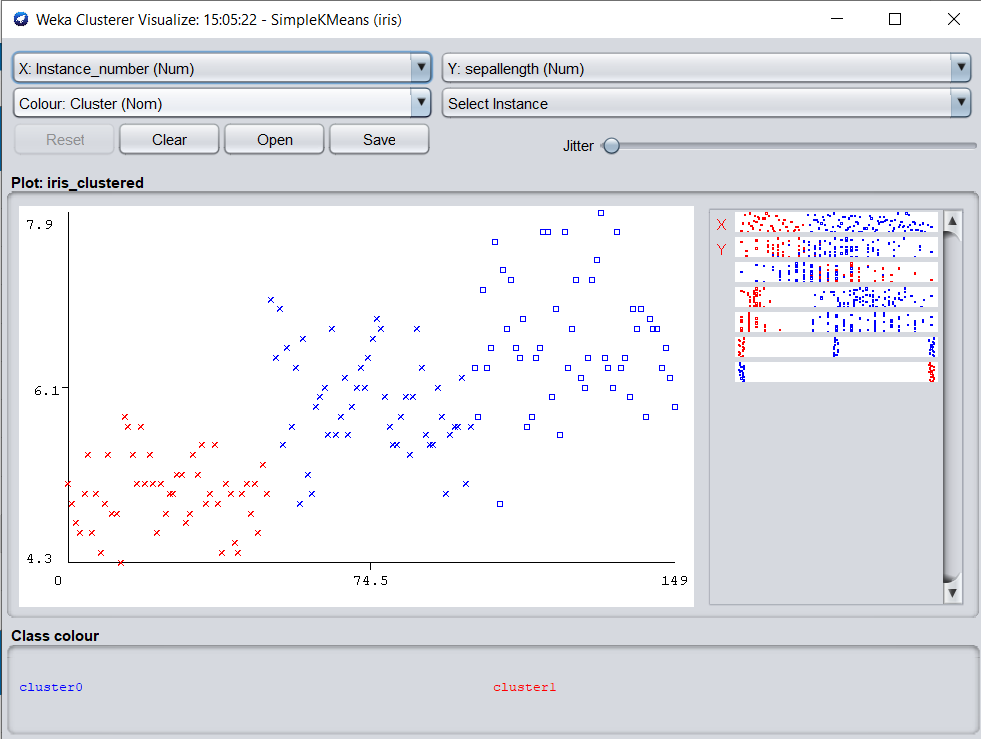 Weka Clusterer Visualize: 15:05:22 - SimpleKMeans (iris)
X: Instance_number (Num)
Y: sepallength (Num)
Colour: Cluster (Nom)
Select Instance
Reset
Clear
Open
Save
Jitter
Plot: iris_clustered
7.9
6.1
4.3
0
74.5
149
X
Y
Class colour
cluster0
cluster1